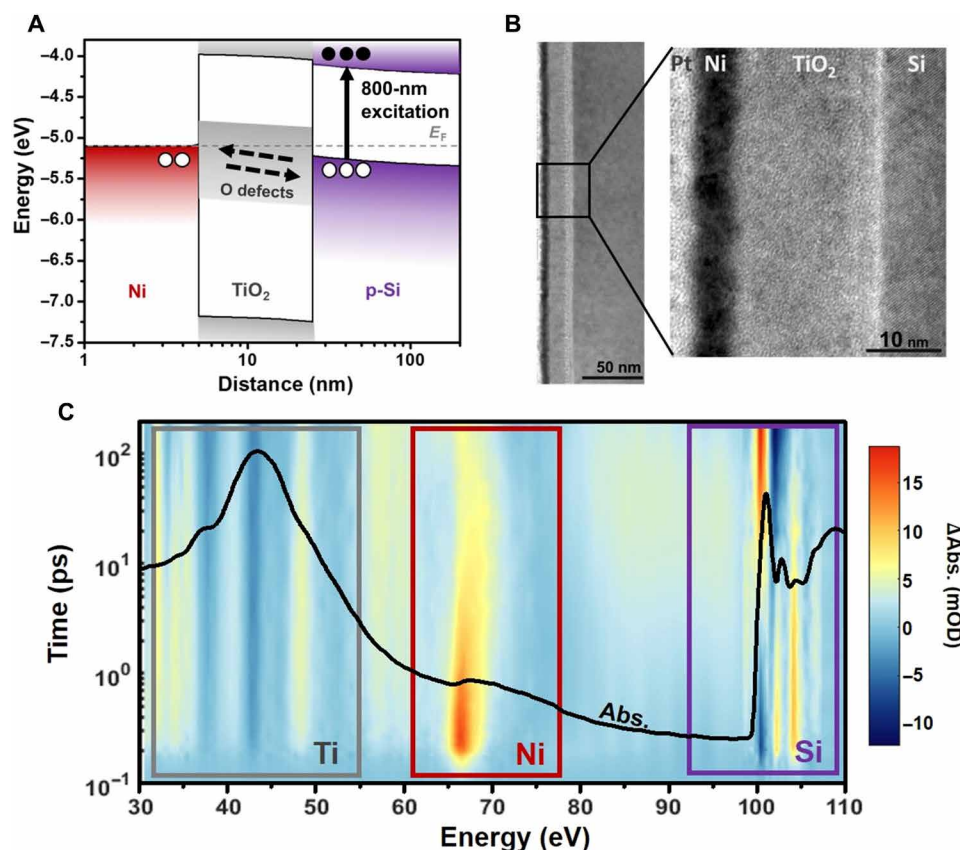 A
Energy (eV)
−4.0
−4.5
−5.0
−5.5
−6.0
−6.5
−7.0
−7.5
800-nm
excitation
E_F
O defects
Ni
TiO₂
p-Si
1
10
100
Distance (nm)
B
50 nm
Pt Ni TiO₂ Si
10 nm
C
Time (ps)
10²
10¹
10⁰
10⁻¹
Abs.
Ti
Ni
Si
30 40 50 60 70 80 90 100 110
Energy (eV)
10
5
0
−5
−10
ΔAbs. (mOD)